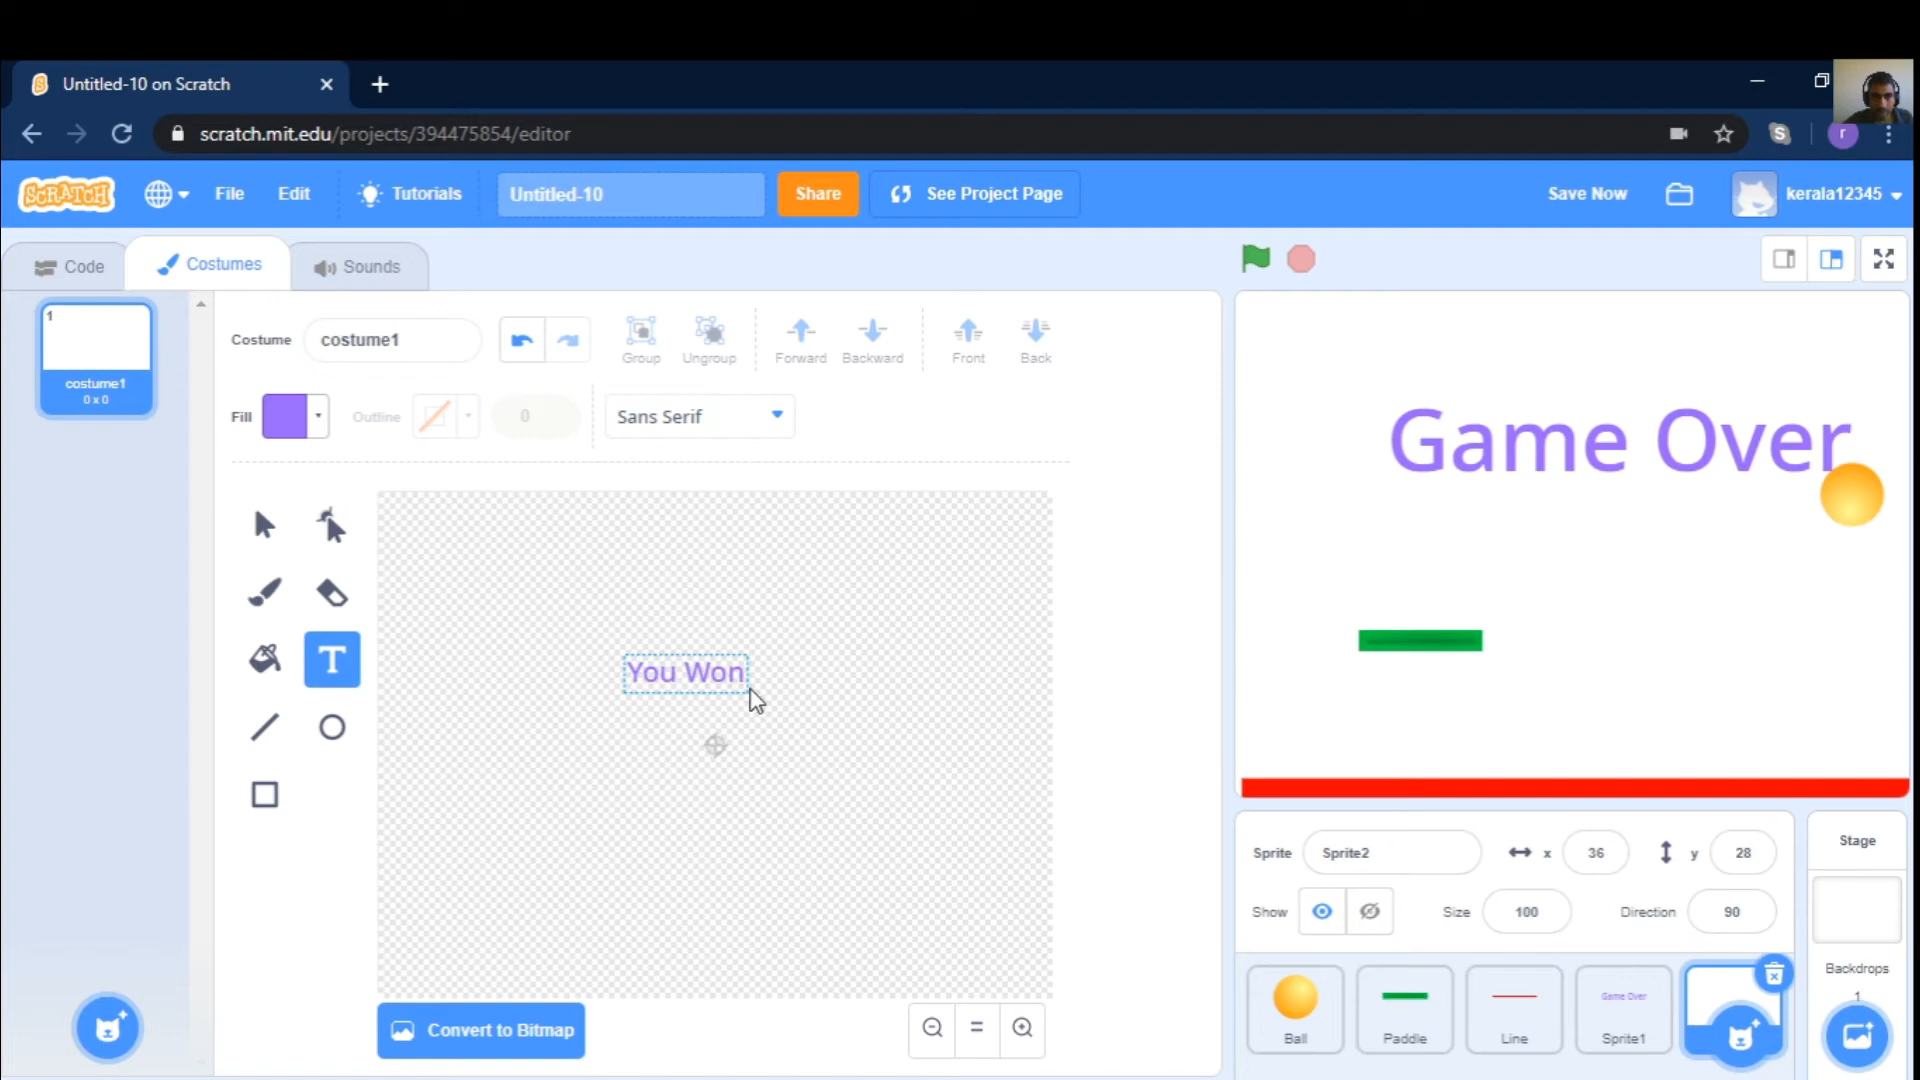 Untitled-10 on Scratch
scratch.mit.edu/projects/394475854/editor
S
r
SCRATCH
File
Edit
Tutorials
Untitled-10
Share
See Project Page
Save Now
kerala12345
Code
Costumes
Sounds
1
costume1
0 x 0
Costume
costume1
Group
Ungroup
Forward
Backward
Front
Back
Fill
Outline
0
Sans Serif
T
You Won
Convert to Bitmap
Game Over
Sprite
Sprite2
x
36
y
28
Show
Size
100
Direction
90
Stage
Backdrops
1
Ball
Paddle
Line
Game Over
Sprite1